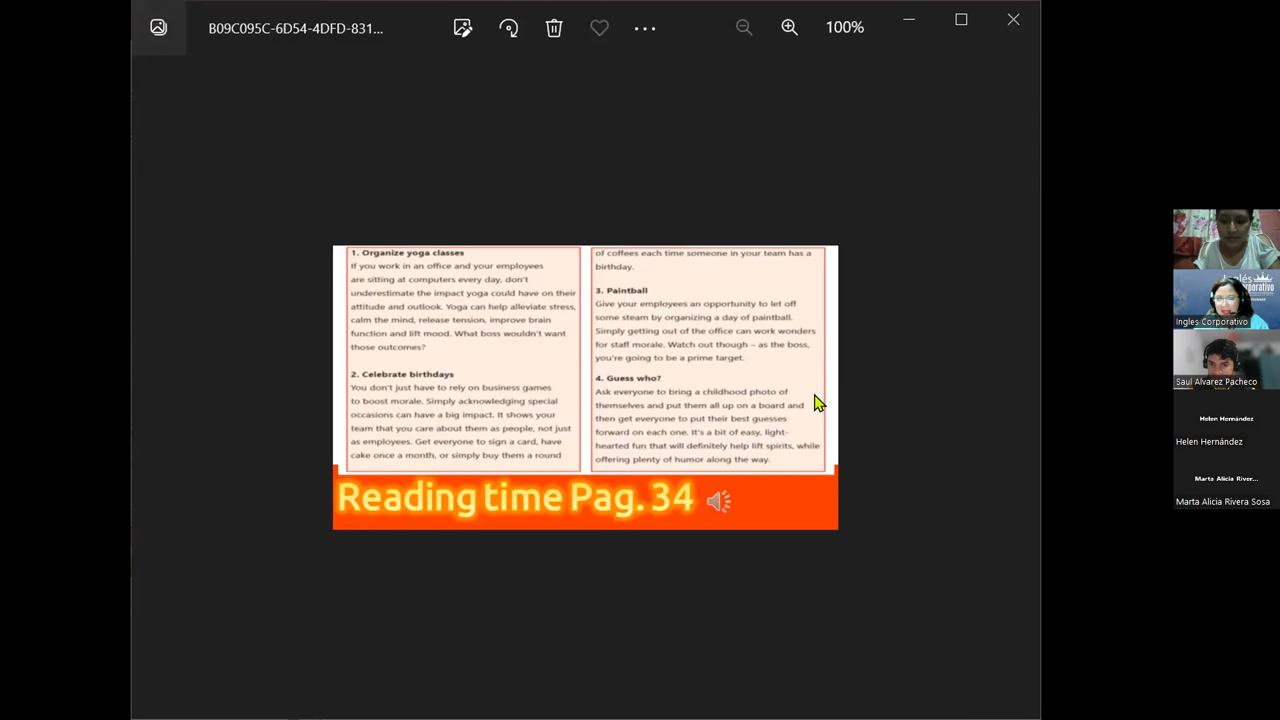 B09C095C-6D54-4DFD-831...
100%
1. Organize yoga classes
If you work in an office and your employees
are sitting at computers every day, don't
underestimate the impact yoga could have on their
attitude and outlook. Yoga can help alleviate stress,
calm the mind, release tension, improve brain
function and lift mood. What boss wouldn't want
those outcomes?
2. Celebrate birthdays
You don't just have to rely on business games
to boost morale. Simply acknowledging special
occasions can have a big impact. It shows your
team that you care about them as people, not just
as employees. Get everyone to sign a card, have
cake once a month, or simply buy them a round
of coffees each time someone in your team has a
birthday.
3. Paintball
Give your employees an opportunity to let off
some steam by organizing a day of paintball.
Simply getting out of the office can work wonders
for staff morale. Watch out though – as the boss,
you're going to be a prime target.
4. Guess who?
Ask everyone to bring a childhood photo of
themselves and put them all up on a board and
then get everyone to put their best guesses
forward on each one. It's a bit of easy, light-
hearted fun that will definitely help lift spirits, while
offering plenty of humor along the way.
Reading time Pag. 34
Inglés
Corporativo
Ingles Corporativo
Saul Alvarez Pacheco
Helen Hernández
Helen Hernández
Marta Alicia River...
Marta Alicia Rivera Sosa